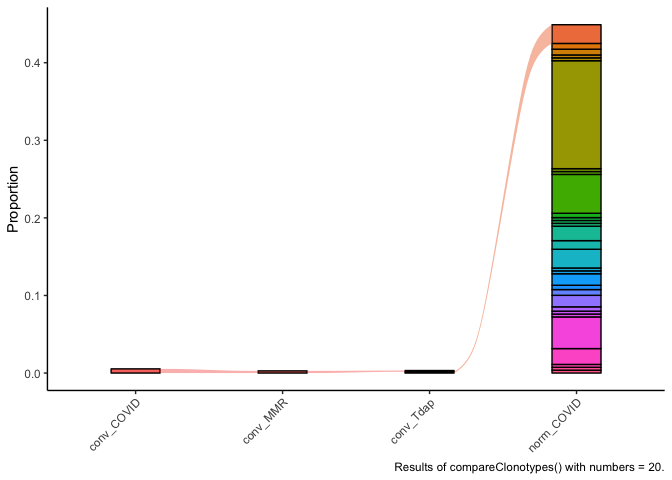 Proportion
0.4
0.3
0.2
0.1
0.0
conv_COVID
conv_MMR
conv_Tdap
norm_COVID
Results of compareClonotypes() with numbers = 20.